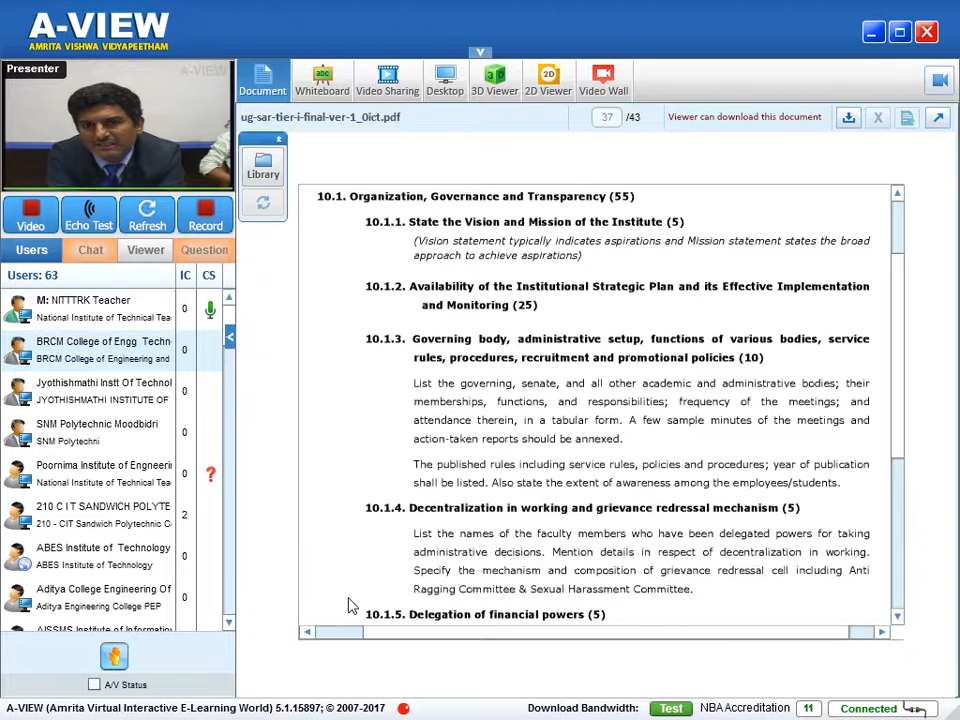 A-VIEW
AMRITA VISHWA VIDYAPEETHAM
Presenter
A-VIEW
Document
Whiteboard
abc
Video Sharing
Desktop
3D
3D Viewer
2D
2D Viewer
Video Wall
ug-sar-tier-i-final-ver-1_0ict.pdf
37 /43
Viewer can download this document
Library
Video
Echo Test
Refresh
Record
Users
Chat
Viewer
Question
Users: 63
IC
CS
M: NITTTRK Teacher
National Institute of Technical Tea
0
BRCM College of Engg Techn
BRCM College of Engineering and
0
Jyothishmathi Instt Of Technol
JYOTHISHMATHI INSTITUTE OF
0
SNM Polytechnic Moodbidri
SNM Polytechni
0
Poornima Institute of Engneeri
National Institute of Technical Tea
0
?
210 C I T SANDWICH POLYTE
210 - CIT Sandwich Polytechnic C
2
ABES Institute of Technology
ABES Institute of Technology
0
Aditya College Engineering Of
Aditya Engineering College PEP
0
AISSMS Institute of Informatio
A/V Status
10.1. Organization, Governance and Transparency (55)
10.1.1. State the Vision and Mission of the Institute (5)
(Vision statement typically indicates aspirations and Mission statement states the broad
approach to achieve aspirations)
10.1.2. Availability of the Institutional Strategic Plan and its Effective Implementation
and Monitoring (25)
10.1.3. Governing body, administrative setup, functions of various bodies, service
rules, procedures, recruitment and promotional policies (10)
List the governing, senate, and all other academic and administrative bodies; their
memberships, functions, and responsibilities; frequency of the meetings; and
attendance therein, in a tabular form. A few sample minutes of the meetings and
action-taken reports should be annexed.
The published rules including service rules, policies and procedures; year of publication
shall be listed. Also state the extent of awareness among the employees/students.
10.1.4. Decentralization in working and grievance redressal mechanism (5)
List the names of the faculty members who have been delegated powers for taking
administrative decisions. Mention details in respect of decentralization in working.
Specify the mechanism and composition of grievance redressal cell including Anti
Ragging Committee & Sexual Harassment Committee.
10.1.5. Delegation of financial powers (5)
A-VIEW (Amrita Virtual Interactive E-Learning World) 5.1.15897; © 2007-2017
Download Bandwidth:
Test
NBA Accreditation
11
Connected